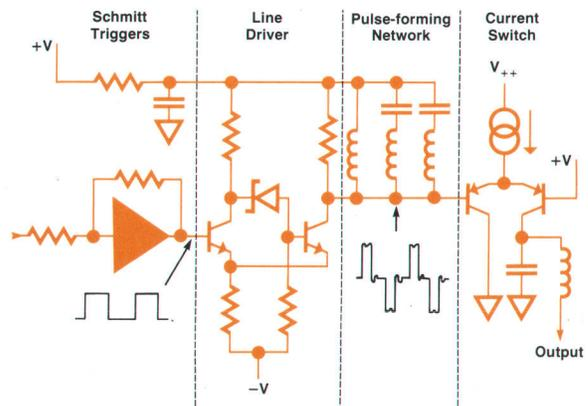 Schmitt
Triggers
Line
Driver
Pulse-forming
Network
Current
Switch
+V
V++
+V
-V
Output